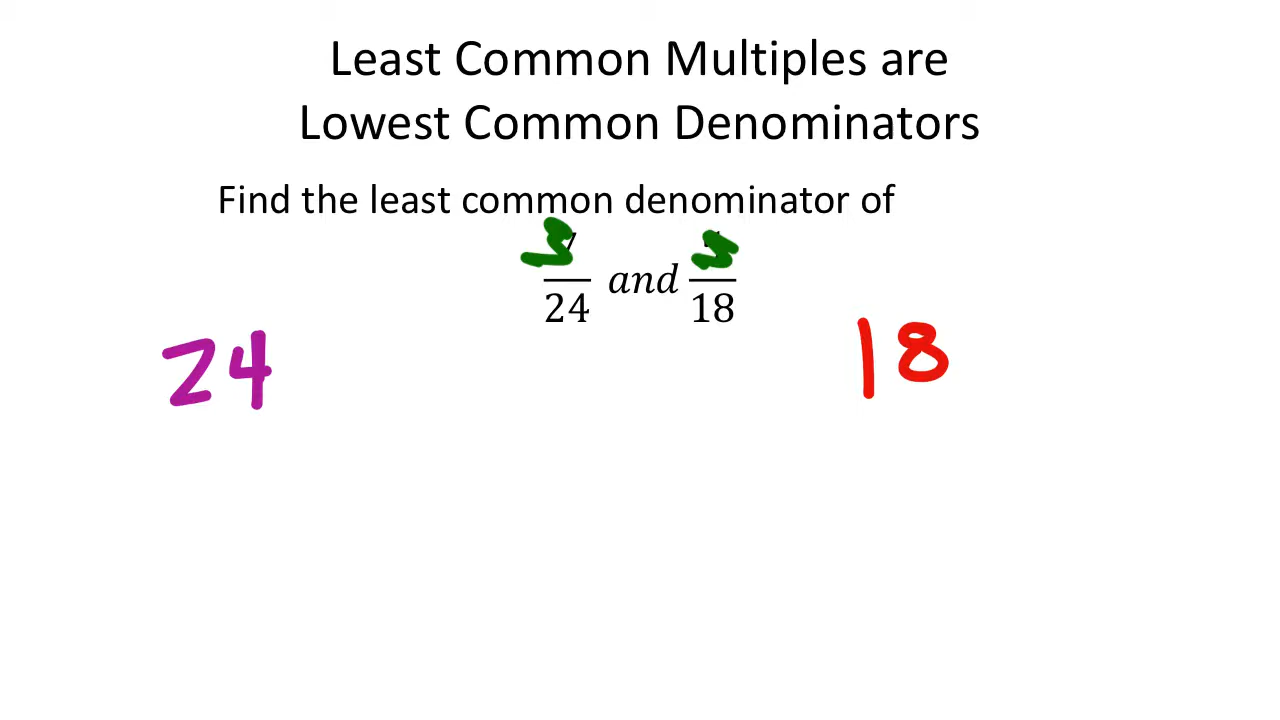 Least Common Multiples are
Lowest Common Denominators
Find the least common denominator of
24 and 18
24 18